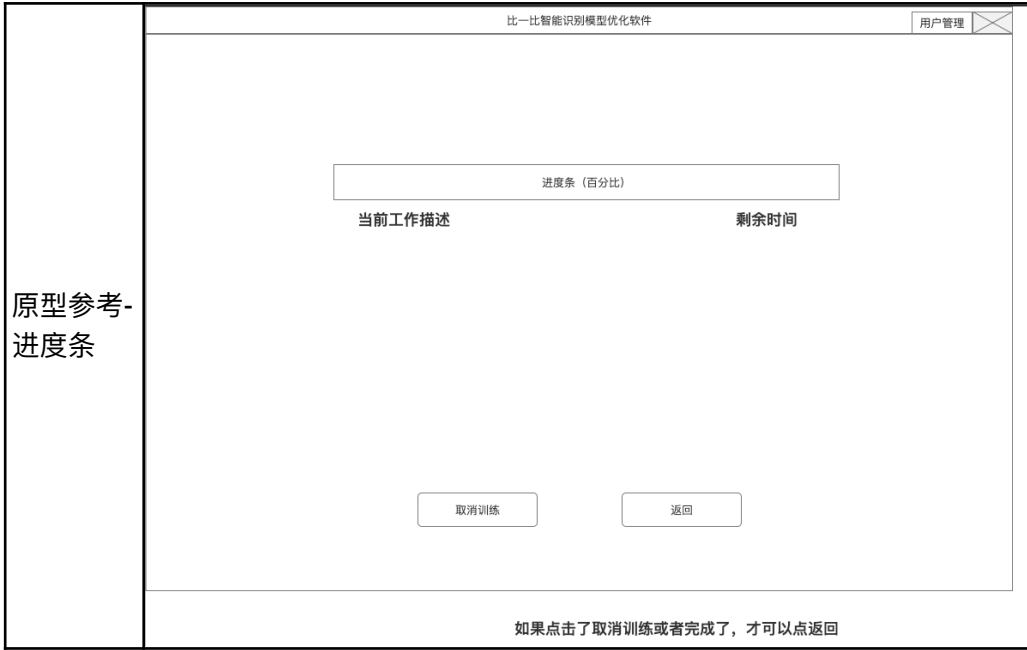 比一比智能识别模型优化软件
用户管理
进度条（百分比）
当前工作描述
剩余时间
原型参考-
进度条
取消训练
返回
如果点击了取消训练或者完成了，才可以点返回